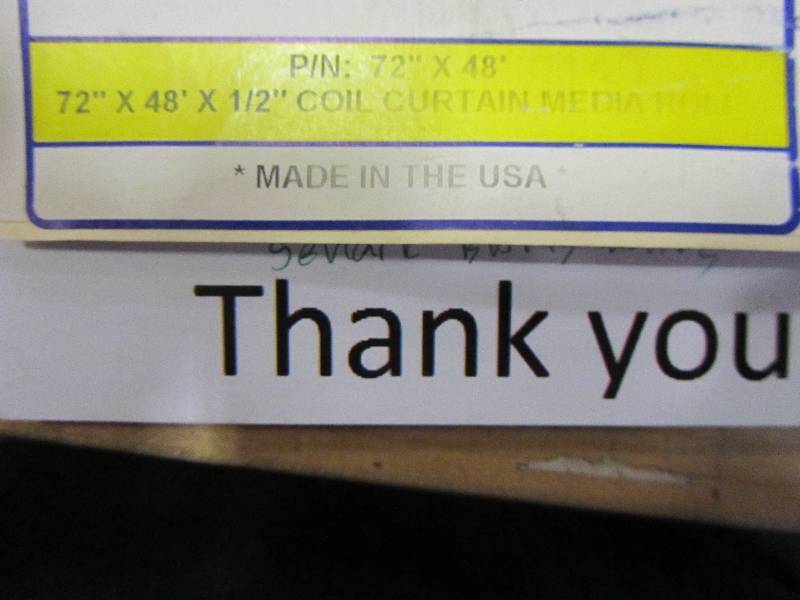 P/N: 72" X 48'
72" X 48' X 1/2" COIL CURTAIN MEDIA ROLL
* MADE IN THE USA *
Thank you